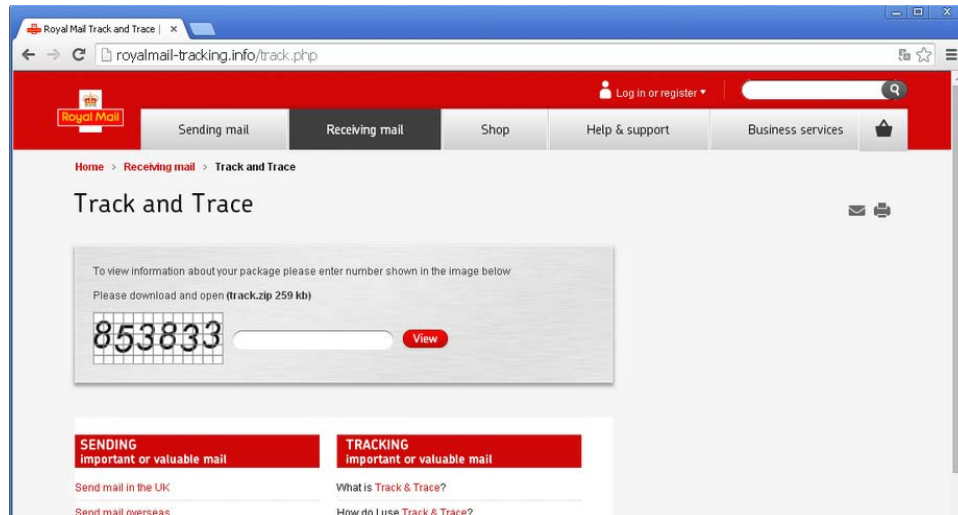 Royal Mail Track and Trace |
royalmail-tracking.info/track.php
Log in or register
Royal Mail
Sending mail
Receiving mail
Shop
Help & support
Business services
Home > Receiving mail > Track and Trace
Track and Trace
To view information about your package please enter number shown in the image below
Please download and open (track.zip 259 kb)
853833
View
SENDING
important or valuable mail
TRACKING
important or valuable mail
Send mail in the UK
What is Track & Trace?
Send mail overseas
How do I use Track & Trace?